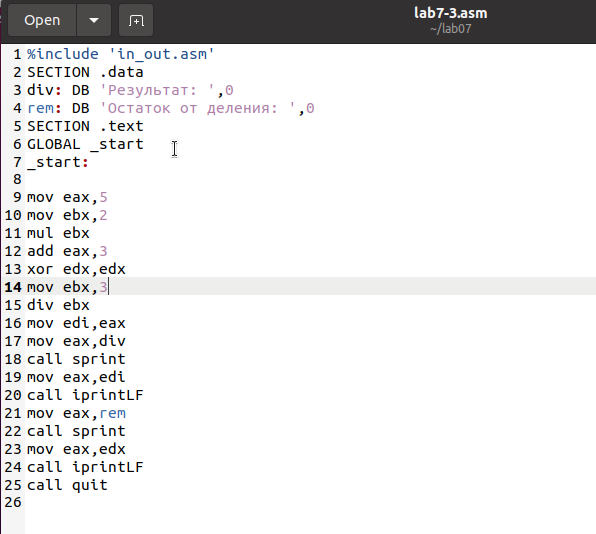 Open
lab7-3.asm
~/lab07
1 %include 'in_out.asm'
2 SECTION .data
3 div: DB 'Результат: ',0
4 rem: DB 'Остаток от деления: ',0
5 SECTION .text
6 GLOBAL _start
7 _start:
8
9 mov eax,5
10 mov ebx,2
11 mul ebx
12 add eax,3
13 xor edx,edx
14 mov ebx,3
15 div ebx
16 mov edi,eax
17 mov eax,div
18 call sprint
19 mov eax,edi
20 call iprintLF
21 mov eax,rem
22 call sprint
23 mov eax,edx
24 call iprintLF
25 call quit
26